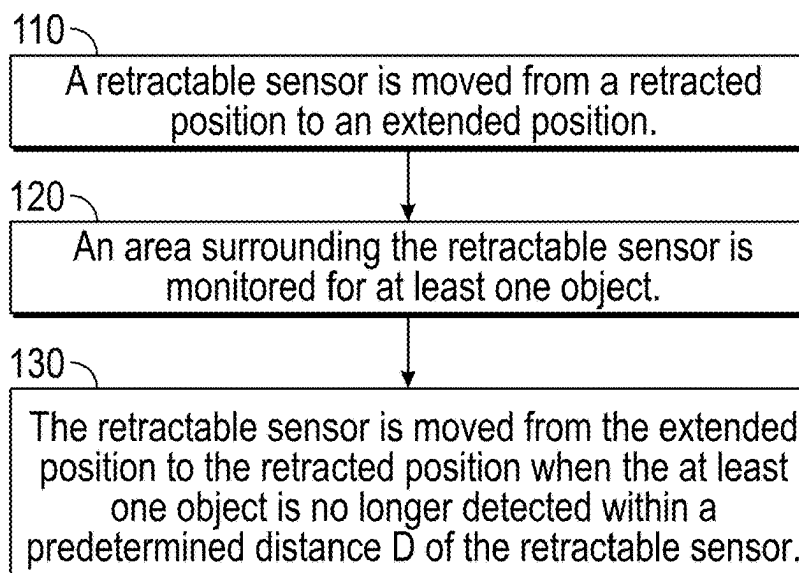 110
A retractable sensor is moved from a retracted
position to an extended position.
120
An area surrounding the retractable sensor is
monitored for at least one object.
130
The retractable sensor is moved from the extended
position to the retracted position when the at least
one object is no longer detected within a
predetermined distance D of the retractable sensor.